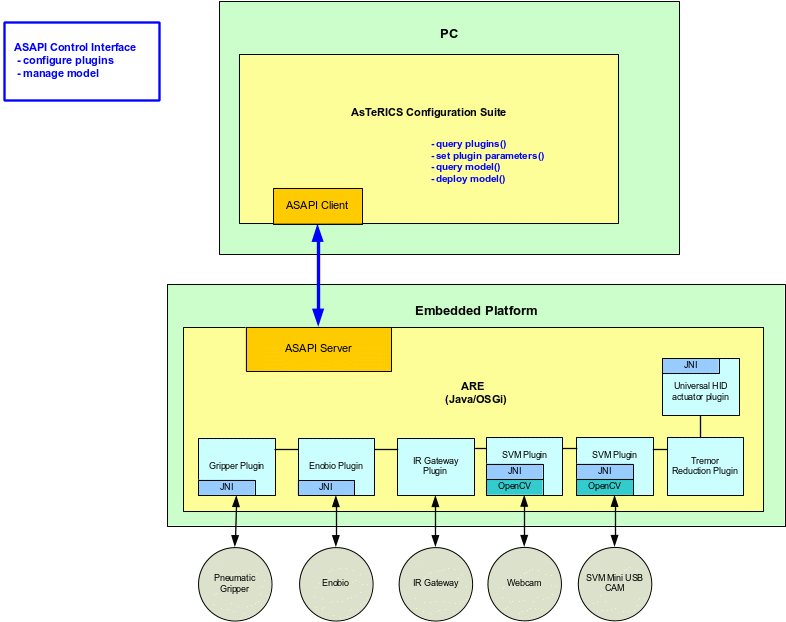 PC
ASAPI Control Interface
- configure plugins
- manage model
AsTeRICS Configuration Suite
- query plugins()
- set plugin parameters()
- query model()
- deploy model()
ASAPI Client
Embedded Platform
ASAPI Server
ARE
(Java/OSGi)
JNI
Universal HID
actuator plugin
Gripper Plugin
JNI
Enobio Plugin
JNI
IR Gateway
Plugin
SVM Plugin
JNI
OpenCV
SVM Plugin
JNI
OpenCV
Tremor
Reduction Plugin
Pneumatic
Gripper
Enobio
IR Gateway
Webcam
SVM Mini USB
CAM